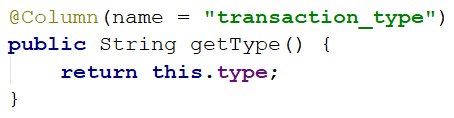 @Column(name = "transaction_type")
public String getType() {
    return this.type;
}